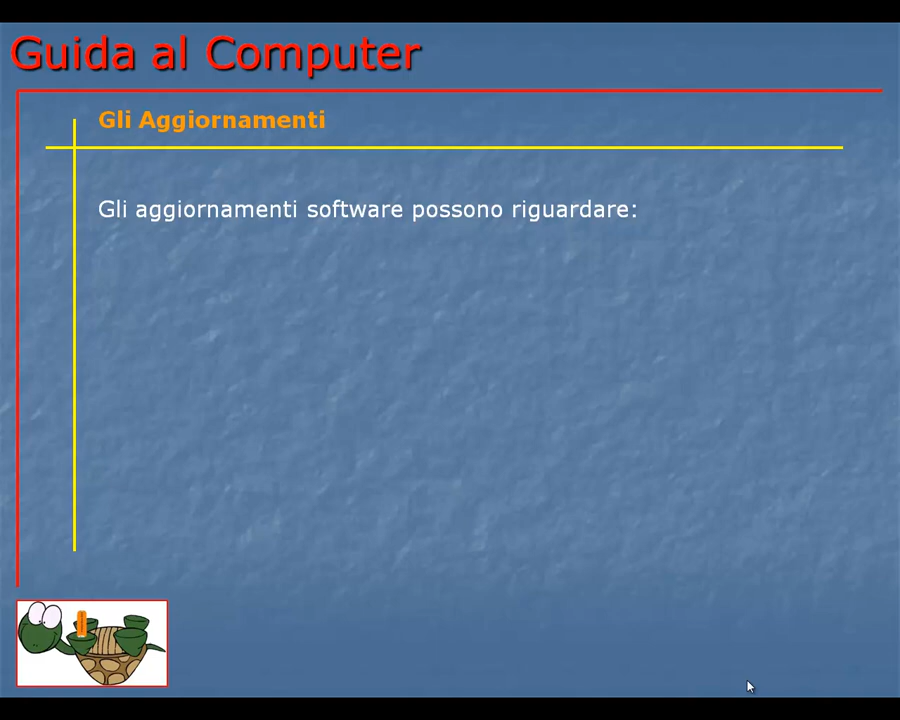 Guida al Computer
Gli Aggiornamenti
Gli aggiornamenti software possono riguardare: